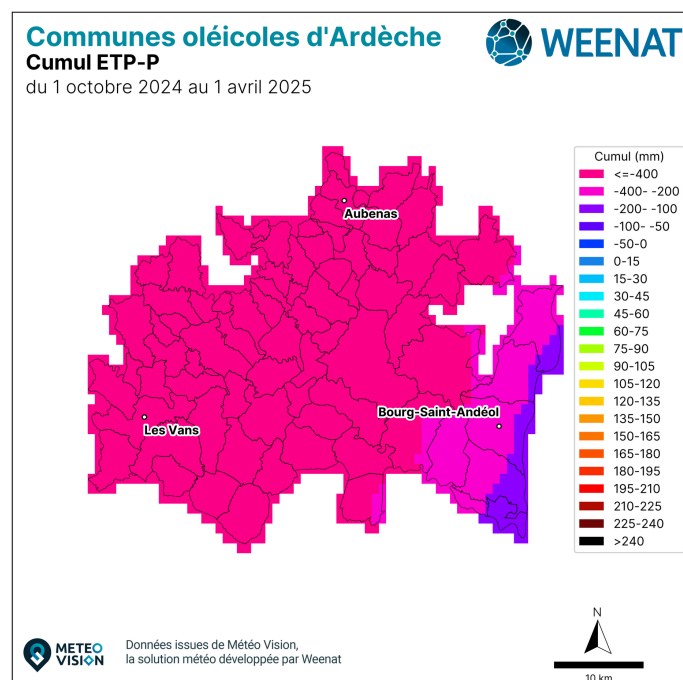 Communes oléicoles d'Ardèche
Cumul ETP-P
du 1 octobre 2024 au 1 avril 2025
WEENAT
Cumul (mm)
<=-400
-400- -200
-200- -100
-100- -50
-50-0
0-15
15-30
30-45
45-60
60-75
75-90
90-105
105-120
120-135
135-150
150-165
165-180
180-195
195-210
210-225
225-240
>240
Aubenas
Bourg-Saint-Andéol
Les Vans
METEO
VISION
Données issues de Météo Vision,
la solution météo développée par Weenat
N
10 km